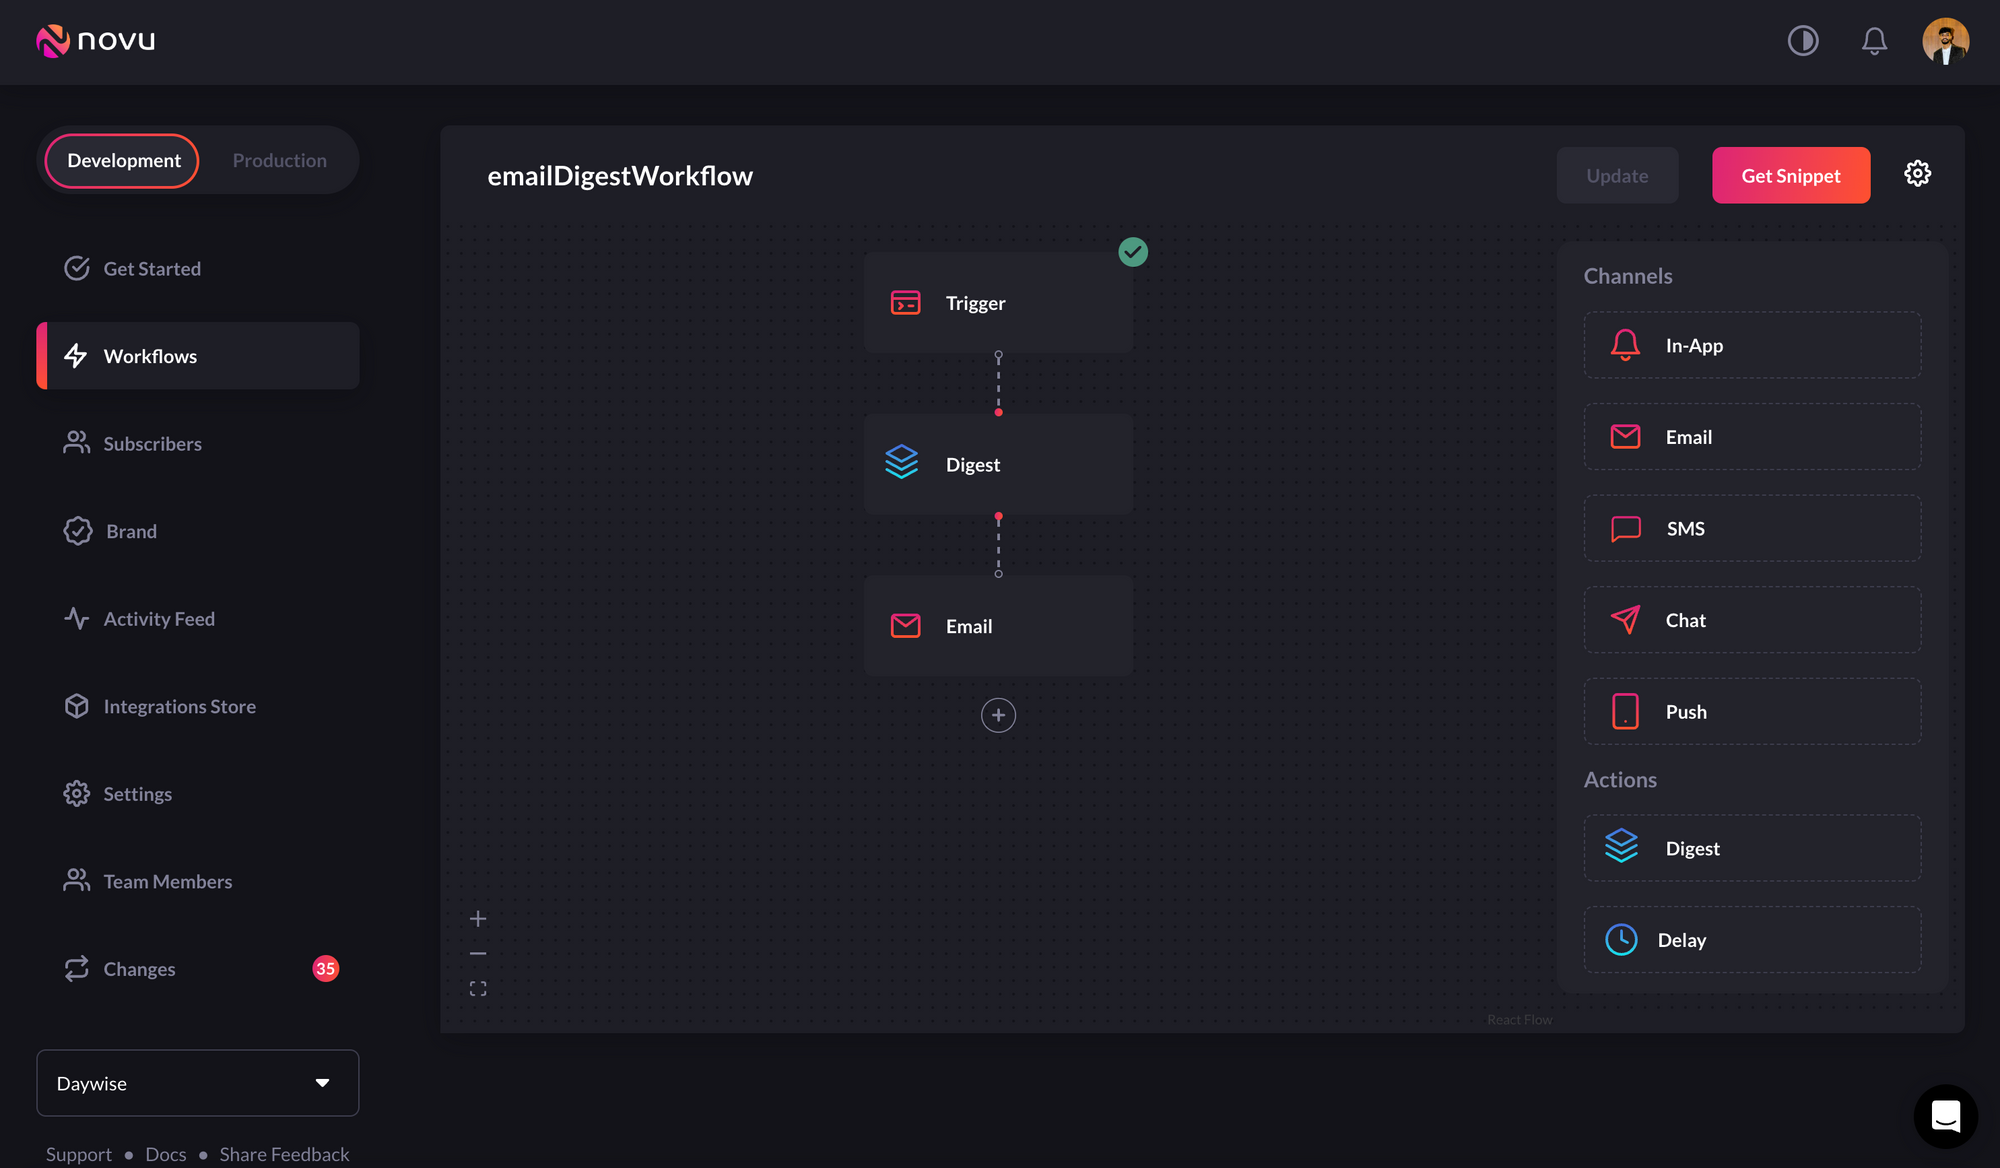 novu
Development
Production
Get Started
Workflows
Subscribers
Brand
Activity Feed
Integrations Store
Settings
Team Members
Changes
35
Daywise
Support • Docs • Share Feedback
emailDigestWorkflow
Update
Get Snippet
Trigger
Digest
Email
Channels
In-App
Email
SMS
Chat
Push
Actions
Digest
Delay
React Flow